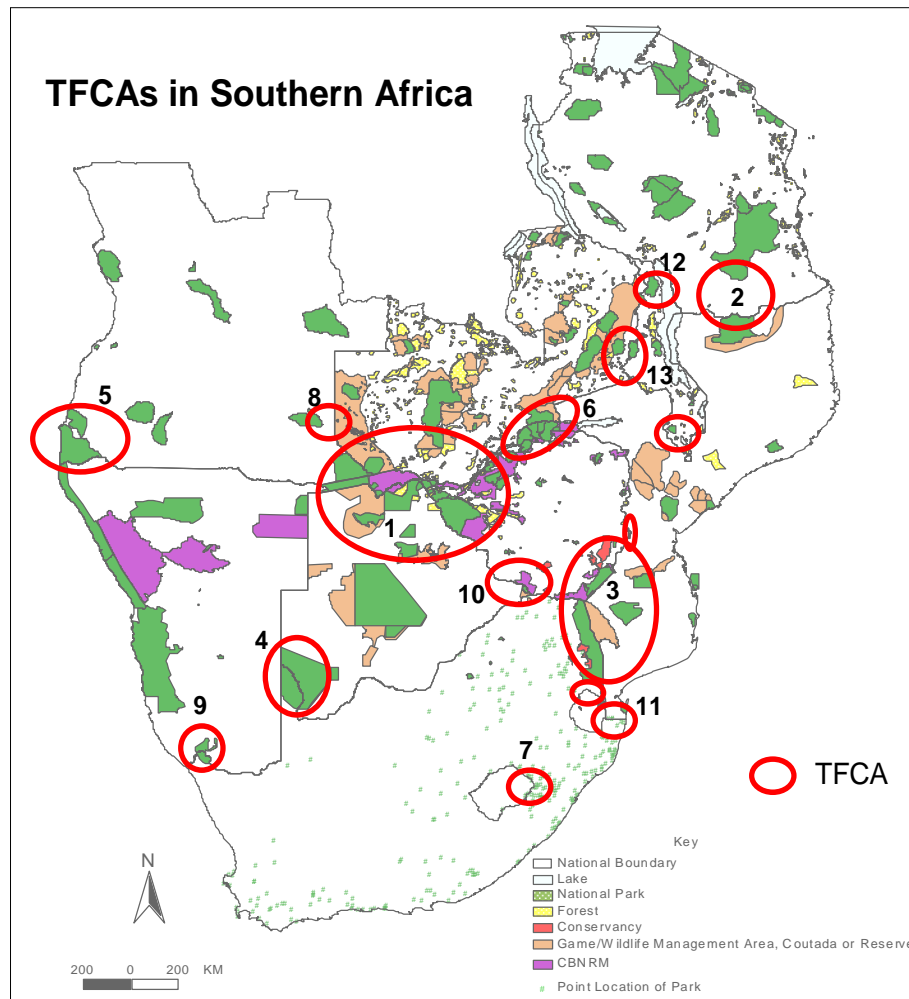 TFCAs in Southern Africa
12
2
13
5
8
6
1
10
3
4
11
9
7
TFCA
Key
N
National Boundary
Lake
National Park
Forest
Conservancy
Game/Wildlife Management Area, Coutada or Reserve
CBNRM
200 0 200 KM
# Point Location of Park